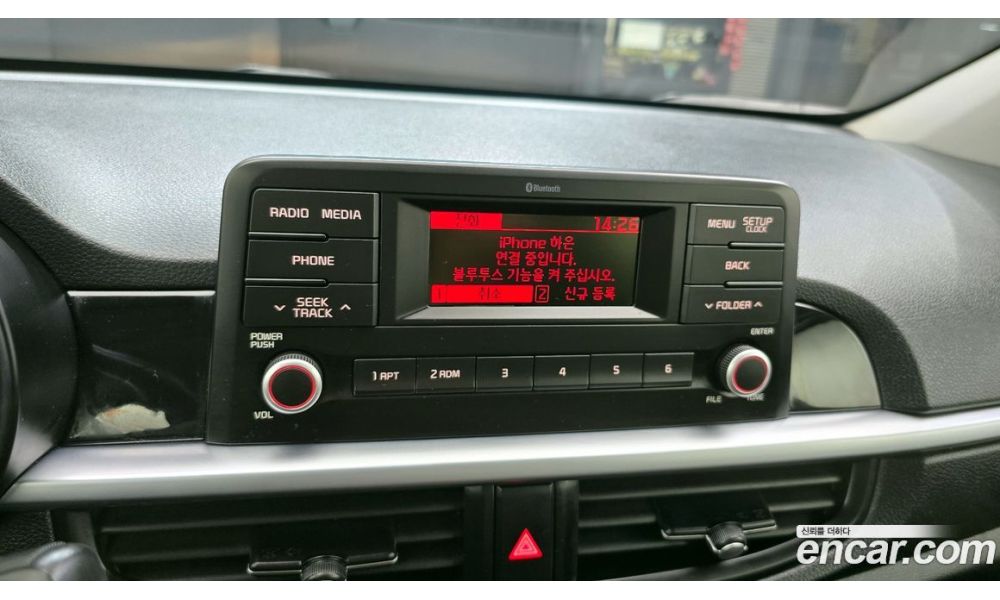 Bluetooth
RADIO MEDIA
PHONE
SEEK
TRACK
POWER
PUSH
VOL
전화 14:26
iPhone 하은
연결 중입니다.
블루투스 기능을 켜 주십시오.
1 취소 2 신규 등록
MENU SETUP
CLOCK
BACK
FOLDER
ENTER
FILE TUNE
1 RPT 2 RDM 3 4 5 6
신뢰를 더하다
encar.com